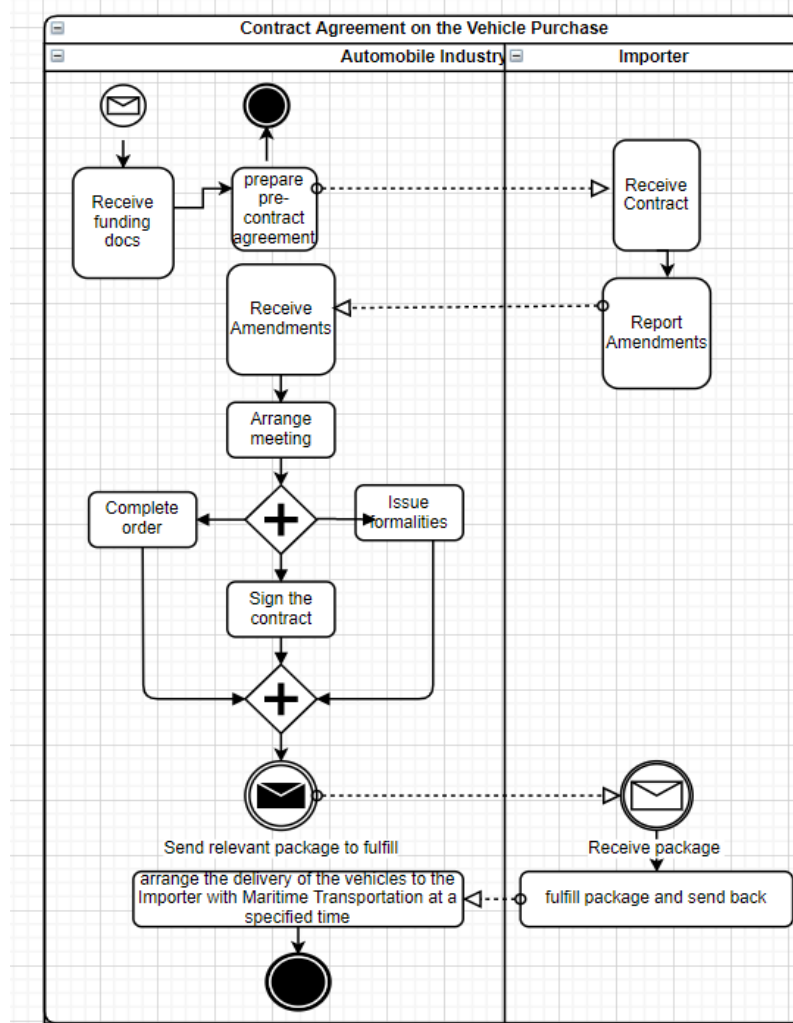 Contract Agreement on the Vehicle Purchase
Automobile Industry
Importer
Receive
funding
docs
prepare
pre-
contract
agreement
Receive
Contract
Receive
Amendments
Report
Amendments
Arrange
meeting
Complete
order
Issue
formalities
Sign the
contract
Send relevant package to fulfill
Receive package
arrange the delivery of the vehicles to the
Importer with Maritime Transportation at a
specified time
fulfill package and send back